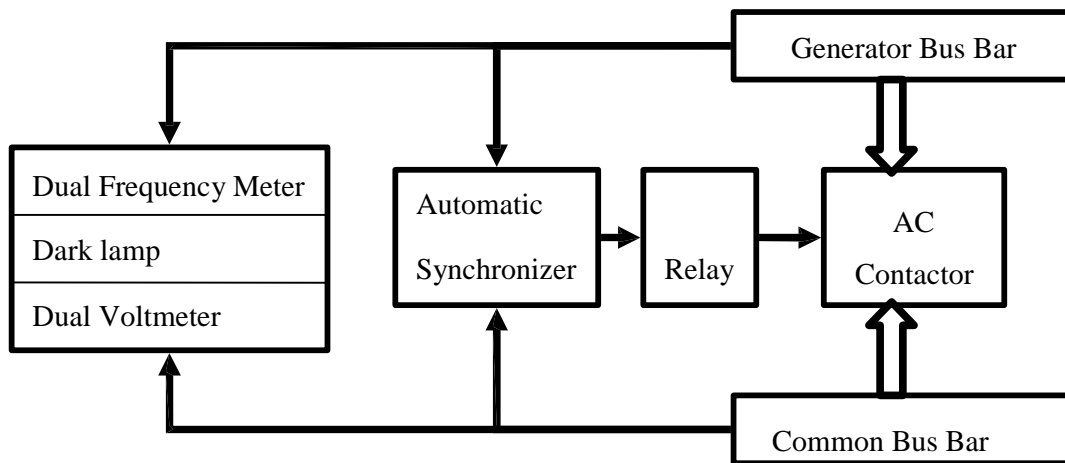 Generator Bus Bar
Dual Frequency Meter
Dark lamp
Dual Voltmeter
Automatic
Synchronizer
Relay
AC
Contactor
Common Bus Bar